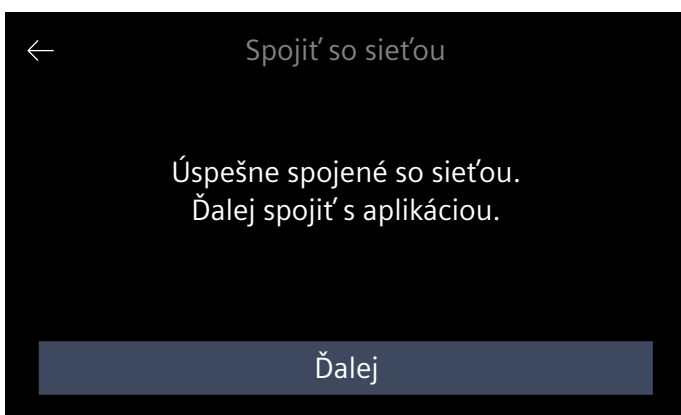 Spojiť so sieťou
Úspešne spojené so sieťou.
Ďalej spojiť s aplikáciou.
Ďalej